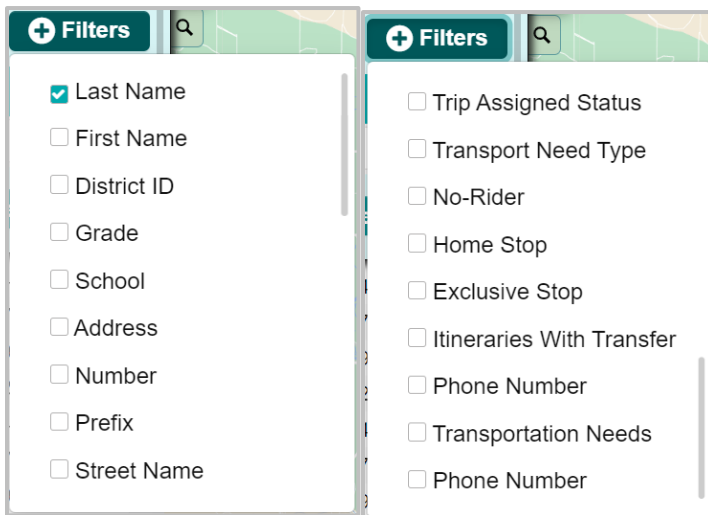 Filters
Last Name
First Name
District ID
Grade
School
Address
Number
Prefix
Street Name
Filters
Trip Assigned Status
Transport Need Type
No-Rider
Home Stop
Exclusive Stop
Itineraries With Transfer
Phone Number
Transportation Needs
Phone Number